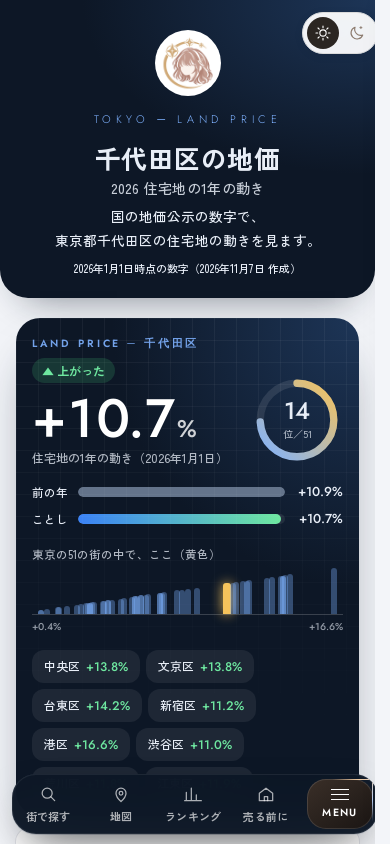 TOKYO — LAND PRICE
千代田区の地価
2026 住宅地の1年の動き
国の地価公示の数字で、
東京都千代田区の住宅地の動きを見ます。
2026年1月1日時点の数字（2026年11月7日 作成）
LAND PRICE — 千代田区
▲ 上がった
+10.7%
14
位／51
住宅地の1年の動き（2026年1月1日）
前の年 +10.9%
ことし +10.7%
東京の51の街の中で、ここ（黄色）
+0.4% +16.6%
中央区 +13.8% 文京区 +13.8%
台東区 +14.2% 新宿区 +11.2%
港区 +16.6% 渋谷区 +11.0%
街で探す 地図 ランキング 売る前に MENU